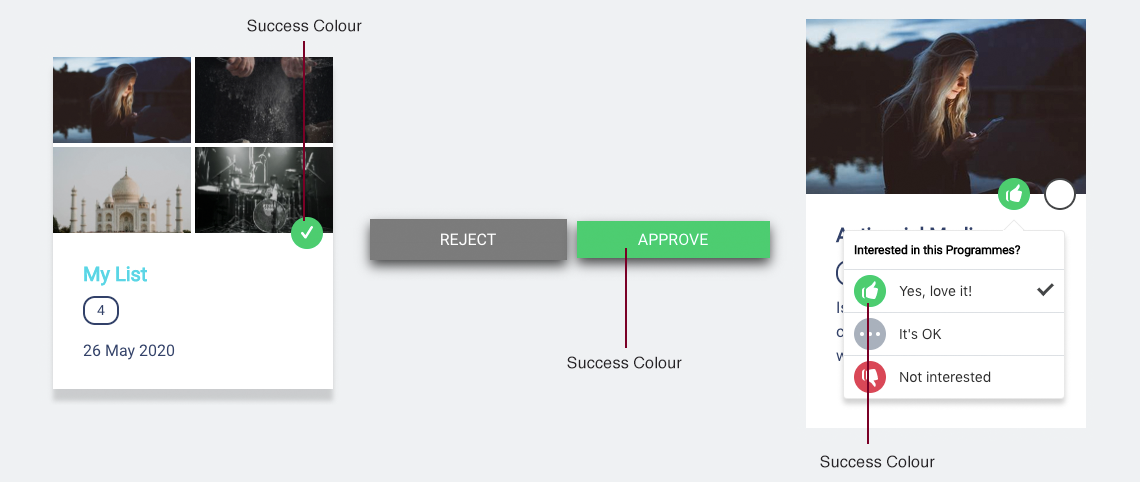 Success Colour
My List
4
26 May 2020
REJECT
APPROVE
Success Colour
Interested in this Programmes?
Yes, love it!
It's OK
Not interested
Success Colour